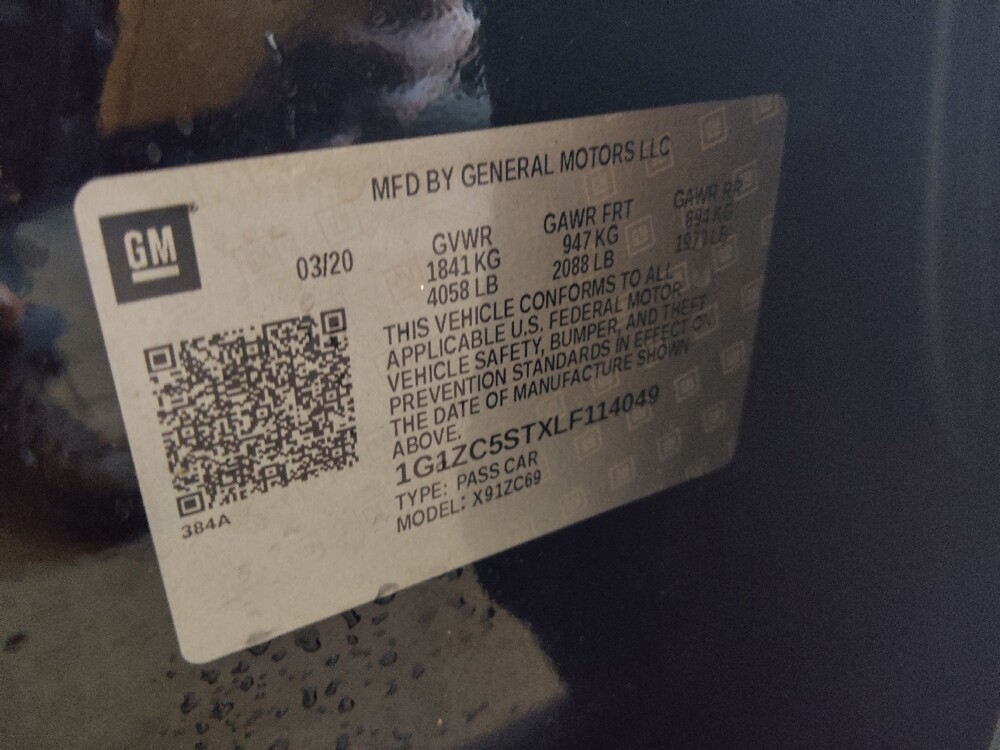 MFD BY GENERAL MOTORS LLC
GM
03/20
GVWR
1841 KG
4058 LB
GAWR FRT
947 KG
2088 LB
GAWR RR
894 KG
1971 LB
THIS VEHICLE CONFORMS TO ALL
APPLICABLE U.S. FEDERAL MOTOR
VEHICLE SAFETY, BUMPER, AND THEFT
PREVENTION STANDARDS IN EFFECT ON
THE DATE OF MANUFACTURE SHOWN
ABOVE.
1G1ZC5STXLF114049
TYPE: PASS CAR
MODEL: X91ZC69
384A